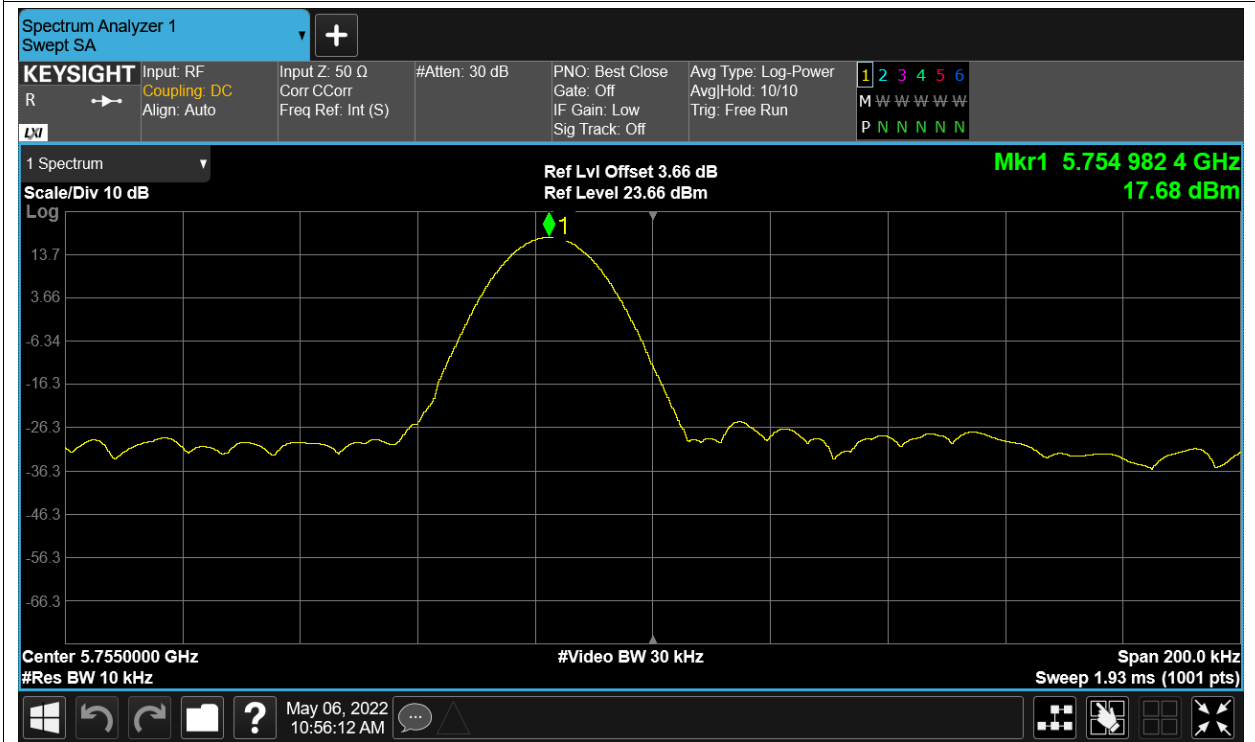 Spectrum Analyzer 1
Swept SA
+
KEYSIGHT Input: RF Input Z: 50 Ω #Atten: 30 dB PNO: Best Close Avg Type: Log-Power 1 2 3 4 5 6
R Coupling: DC Corr CCorr Gate: Off Avg|Hold: 10/10 M W W W W W
Align: Auto Freq Ref: Int (S) IF Gain: Low Trig: Free Run
LXI Sig Track: Off P N N N N N
1 Spectrum Ref Lvl Offset 3.66 dB Mkr1 5.754 982 4 GHz
Scale/Div 10 dB Ref Level 23.66 dBm 17.68 dBm
Log
1
13.7
3.66
-6.34
-16.3
-26.3
-36.3
-46.3
-56.3
-66.3
Center 5.7550000 GHz #Video BW 30 kHz Span 200.0 kHz
#Res BW 10 kHz Sweep 1.93 ms (1001 pts)
? May 06, 2022
10:56:12 AM